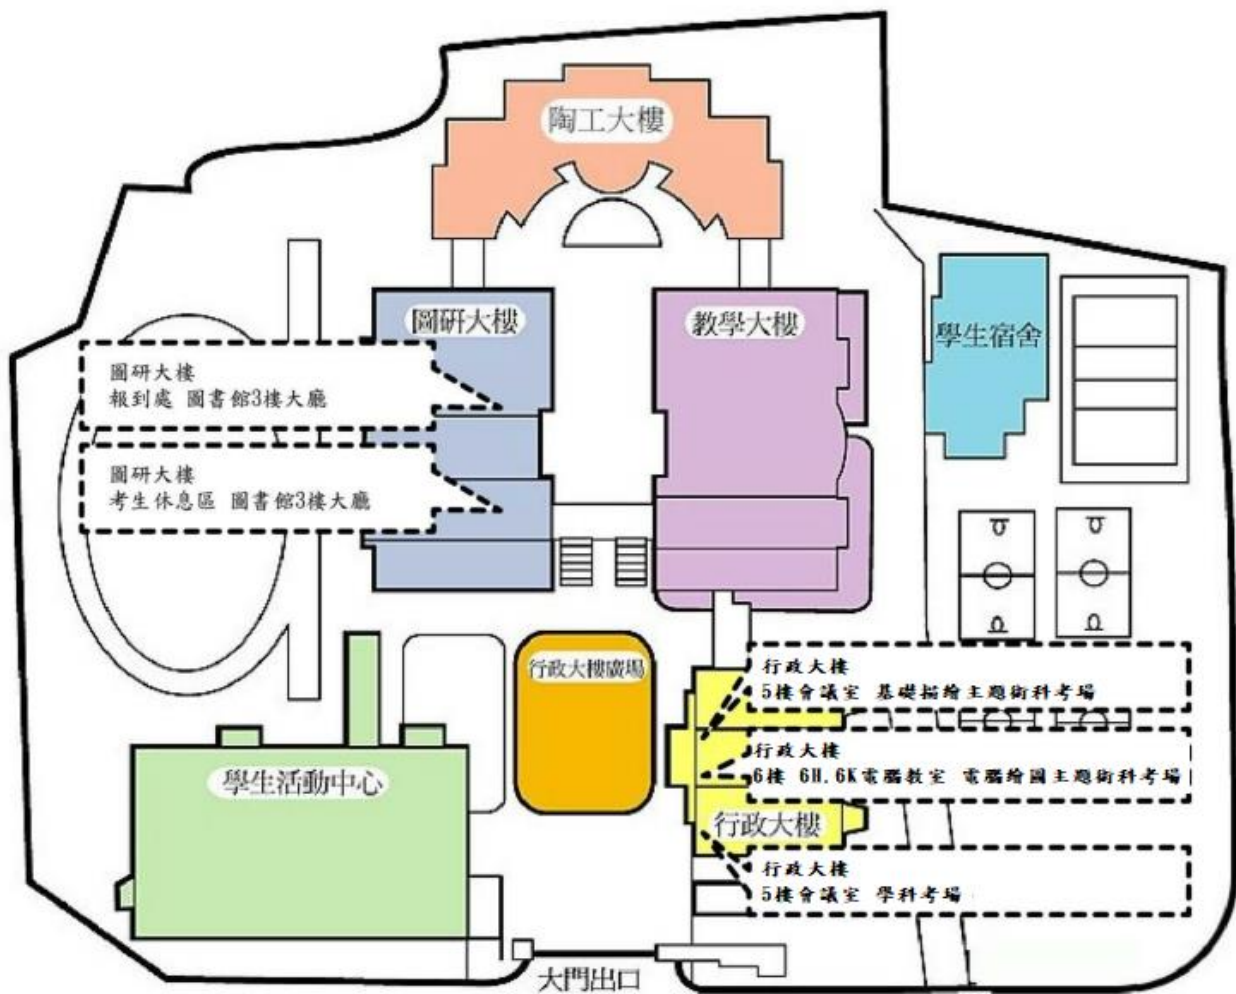 陶工大樓
圖研大樓
教學大樓
學生宿舍
圖研大樓
報到處 圖書館3樓大廳
圖研大樓
考生休息區 圖書館3樓大廳
行政大樓廣場
行政大樓
5樓會議室 基礎描繪主題術科考場
行政大樓
6樓 6H.6K電腦教室 電腦繪圖主題術科考場
學生活動中心
行政大樓
行政大樓
5樓會議室 學科考場
大門出口